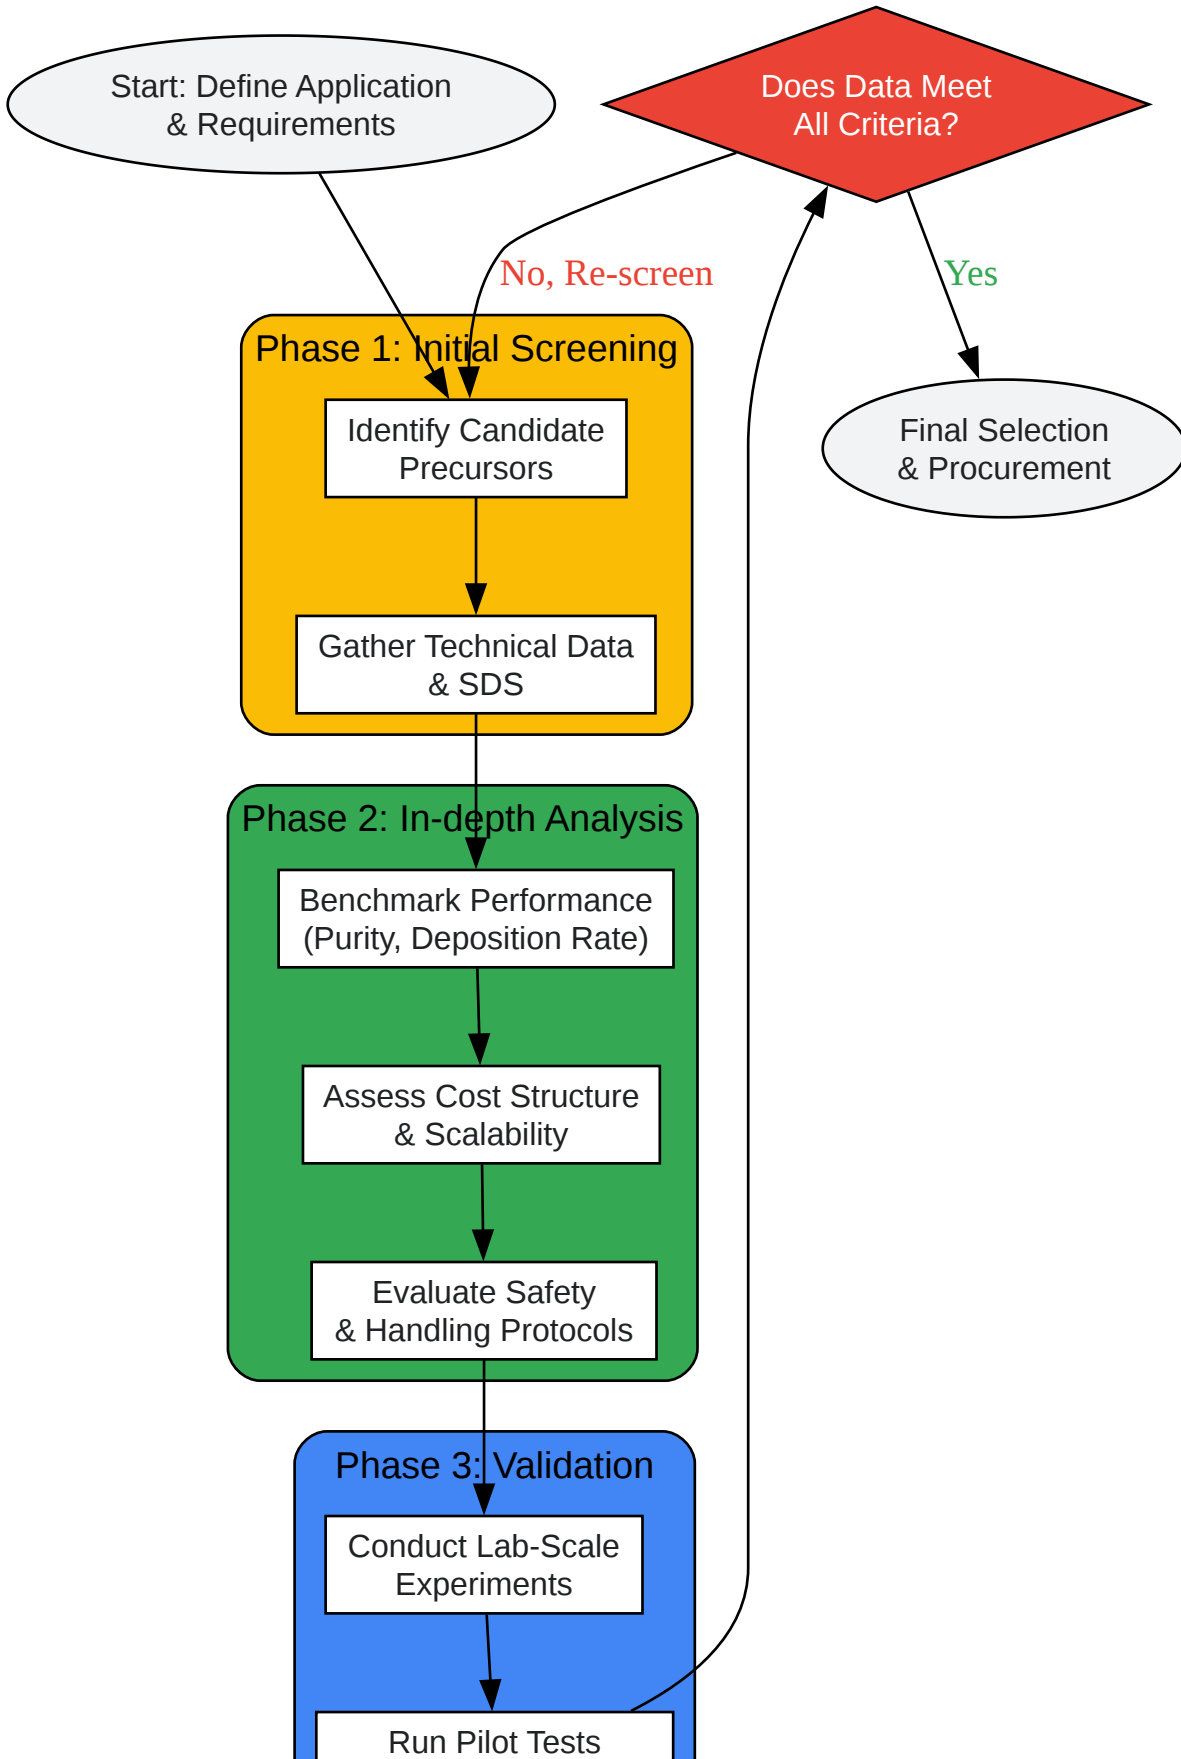 Start: Define Application
& Requirements
Does Data Meet
All Criteria?
No, Re-screen
Yes
Phase 1: Initial Screening
Identify Candidate
Precursors
Final Selection
& Procurement
Gather Technical Data
& SDS
Phase 2: In-depth Analysis
Benchmark Performance
(Purity, Deposition Rate)
Assess Cost Structure
& Scalability
Evaluate Safety
& Handling Protocols
Phase 3: Validation
Conduct Lab-Scale
Experiments
Run Pilot Tests